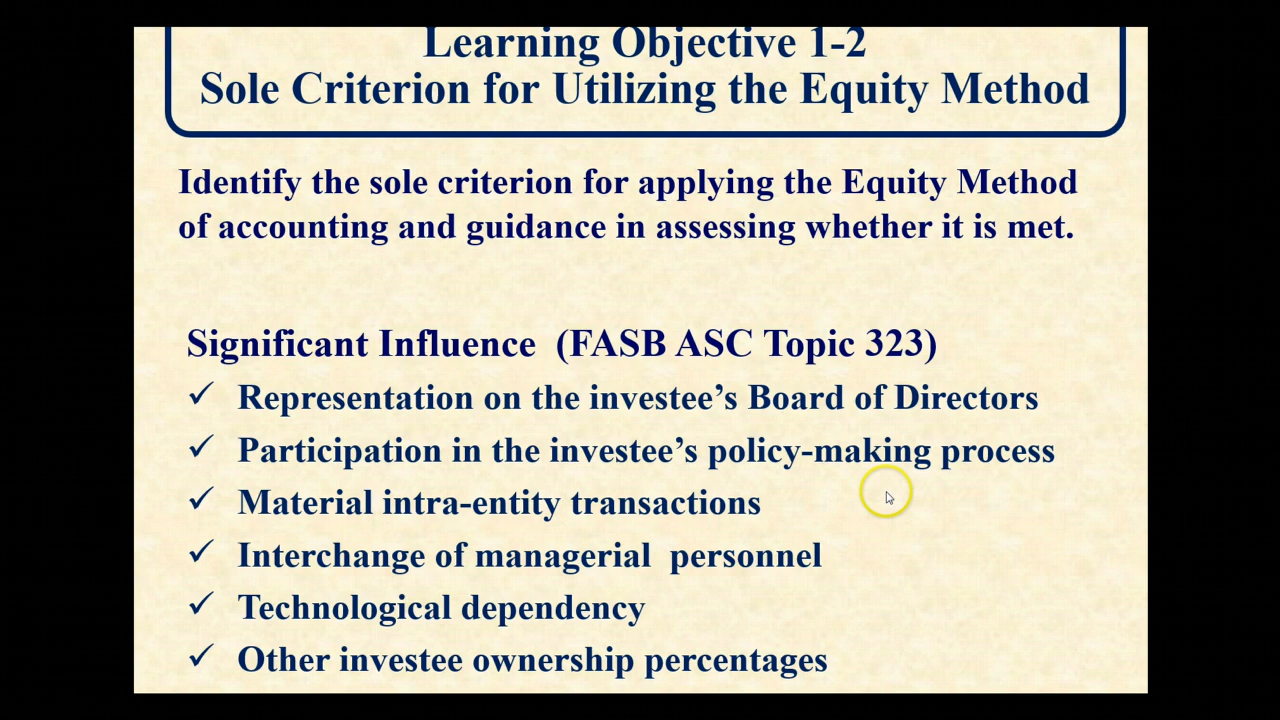 Learning Objective 1-2
Sole Criterion for Utilizing the Equity Method
Identify the sole criterion for applying the Equity Method
of accounting and guidance in assessing whether it is met.
Significant Influence (FASB ASC Topic 323)
✓ Representation on the investee’s Board of Directors
✓ Participation in the investee’s policy-making process
✓ Material intra-entity transactions
✓ Interchange of managerial personnel
✓ Technological dependency
✓ Other investee ownership percentages